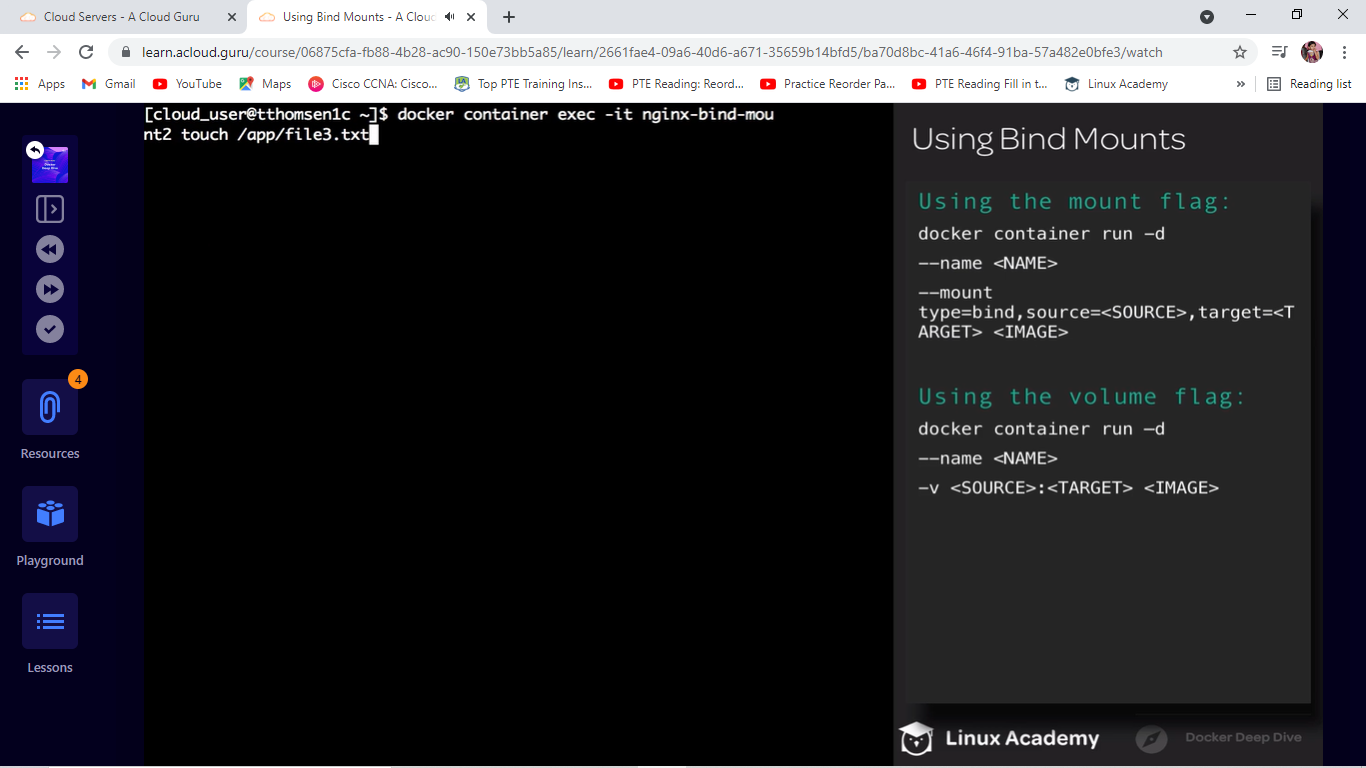 Cloud Servers - A Cloud Guru
Using Bind Mounts - A Clou
learn.acloud.guru/course/06875cfa-fb88-4b28-ac90-150e73bb5a85/learn/2661fae4-09a6-40d6-a671-35659b14bfd5/ba70d8bc-41a6-46f4-91ba-57a482e0bfe3/watch
Apps Gmail YouTube Maps Cisco CCNA: Cisco... Top PTE Training Ins... PTE Reading: Reord... Practice Reorder Pa... PTE Reading Fill in t... Linux Academy » Reading list
[cloud_user@tthomsen1c ~]$ docker container exec -it nginx-bind-mou
nt2 touch /app/file3.txt
4
Resources
Playground
Lessons
Using Bind Mounts
Using the mount flag:
docker container run –d
--name <NAME>
--mount
type=bind,source=<SOURCE>,target=<T
ARGET> <IMAGE>
Using the volume flag:
docker container run –d
--name <NAME>
-v <SOURCE>:<TARGET> <IMAGE>
Linux Academy
Docker Deep Dive